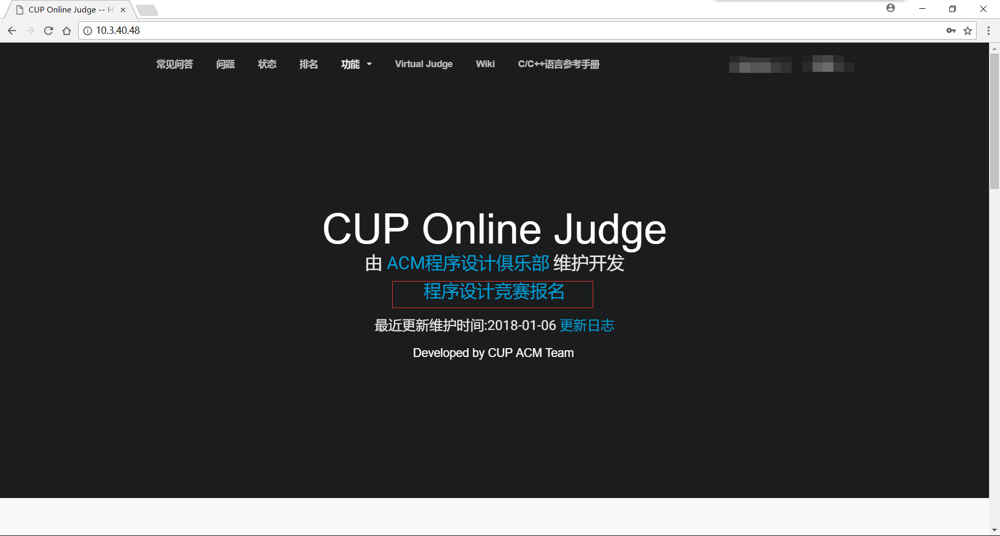 CUP Online Judge -- H
10.3.40.48
常见问答 问题 状态 排名 功能 Virtual Judge Wiki C/C++语言参考手册
CUP Online Judge
由 ACM程序设计俱乐部 维护开发
程序设计竞赛报名
最近更新维护时间:2018-01-06 更新日志
Developed by CUP ACM Team